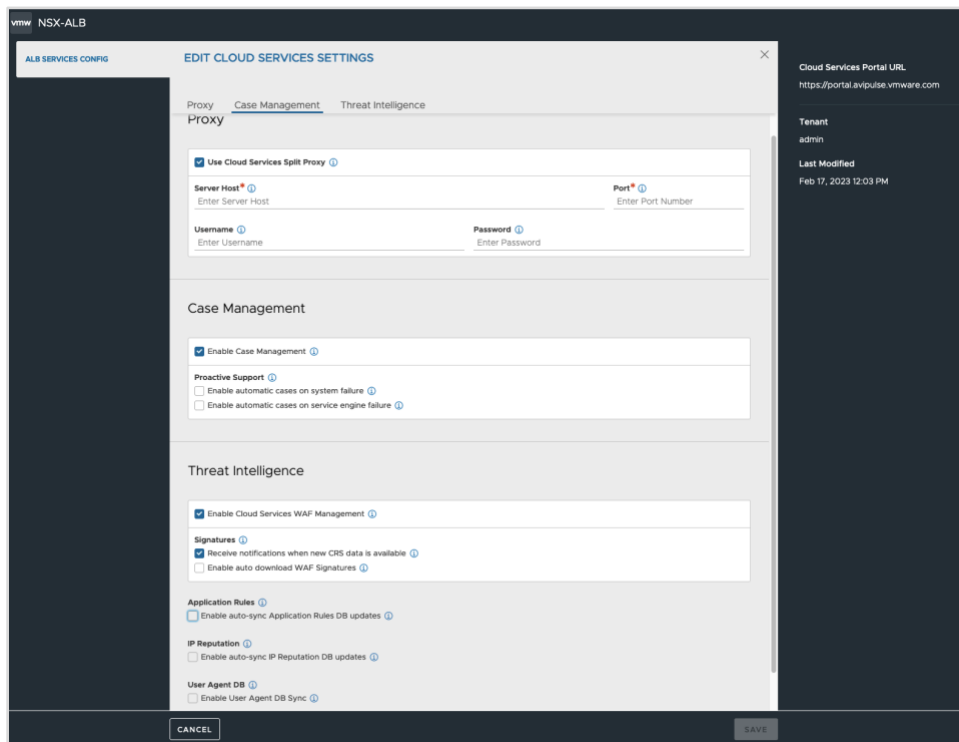 vmw NSX-ALB
ALB SERVICES CONFIG
EDIT CLOUD SERVICES SETTINGS
Proxy Case Management Threat Intelligence
Proxy
Use Cloud Services Split Proxy
Server Host* Port*
Enter Server Host Enter Port Number
Username Password
Enter Username Enter Password
Case Management
Enable Case Management
Proactive Support
Enable automatic cases on system failure
Enable automatic cases on service engine failure
Threat Intelligence
Enable Cloud Services WAF Management
Signatures
Receive notifications when new CRS data is available
Enable auto download WAF Signatures
Application Rules
Enable auto-sync Application Rules DB updates
IP Reputation
Enable auto-sync IP Reputation DB updates
User Agent DB
Enable User Agent DB Sync
CANCEL SAVE
Cloud Services Portal URL
https://portal.avipulse.vmware.com
Tenant
admin
Last Modified
Feb 17, 2023 12:03 PM